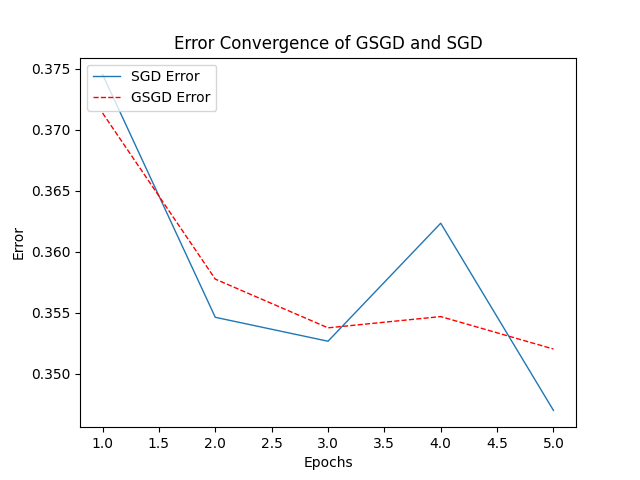 Error Convergence of GSGD and SGD
SGD Error
GSGD Error
0.375
0.370
0.365
0.360
0.355
0.350
Error
1.0 1.5 2.0 2.5 3.0 3.5 4.0 4.5 5.0
Epochs